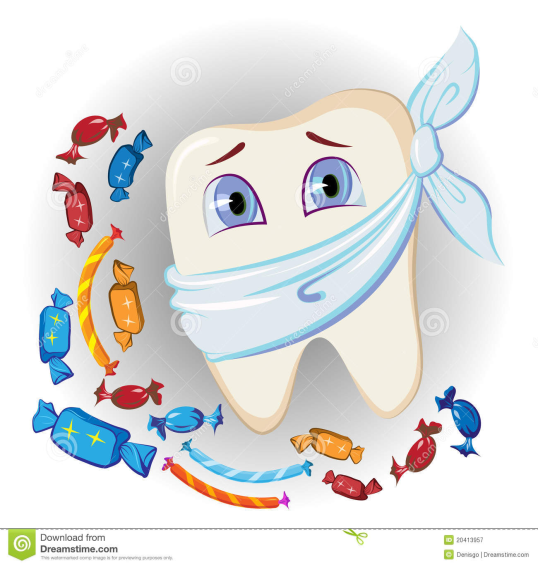 Download from
Dreamstime.com
This watermarked comp image is for previewing purposes only.
20413957
Denisgo | Dreamstime.com